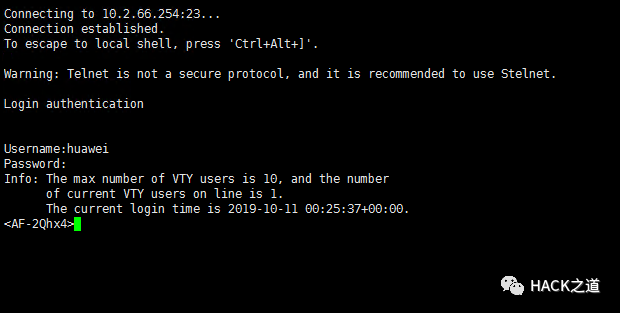 Connecting to 10.2.66.254:23...
Connection established.
To escape to local shell, press 'Ctrl+Alt+]'.
Warning: Telnet is not a secure protocol, and it is recommended to use Stelnet.
Login authentication
Username:huawei
Password:
Info: The max number of VTY users is 10, and the number
of current VTY users on line is 1.
The current login time is 2019-10-11 00:25:37+00:00.
<AF-2Qhx4>
HACK之道